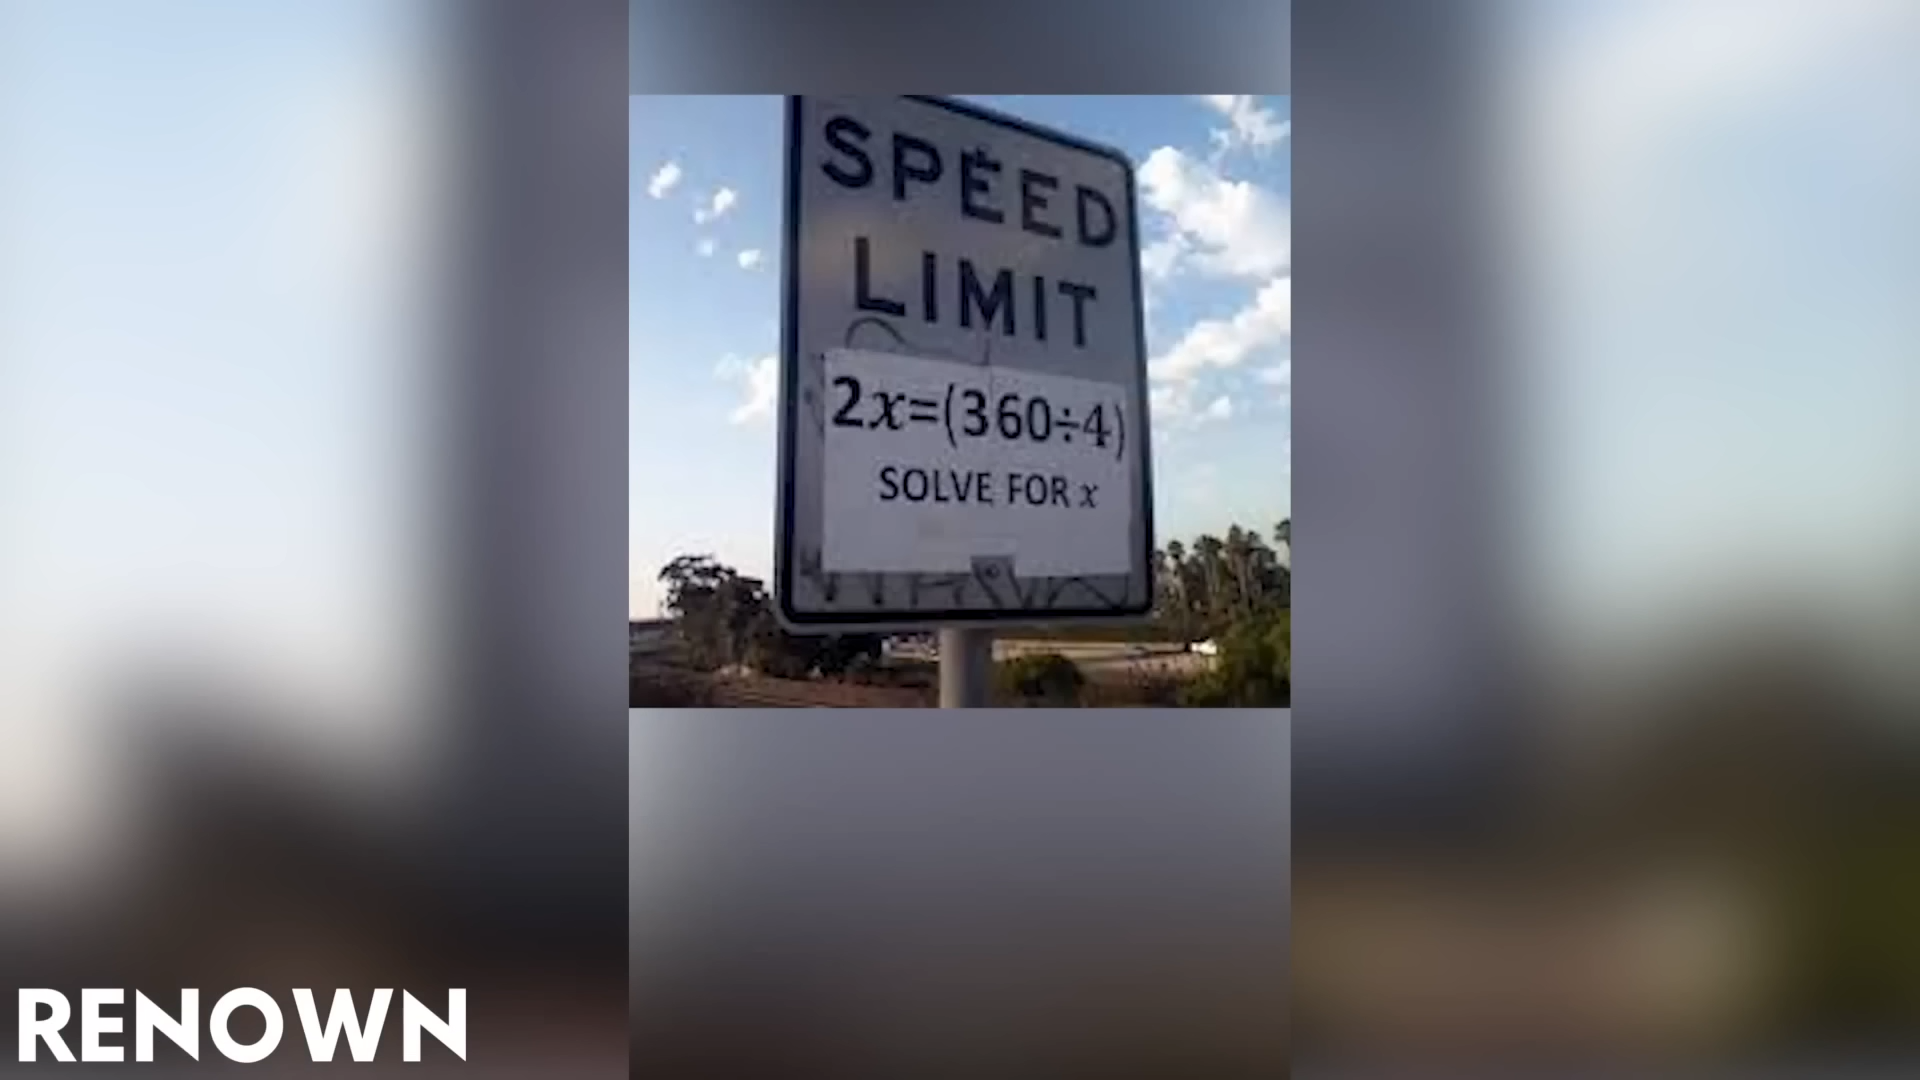 SPEED
LIMIT
2x=(360÷4)
SOLVE FOR x
RENOWN